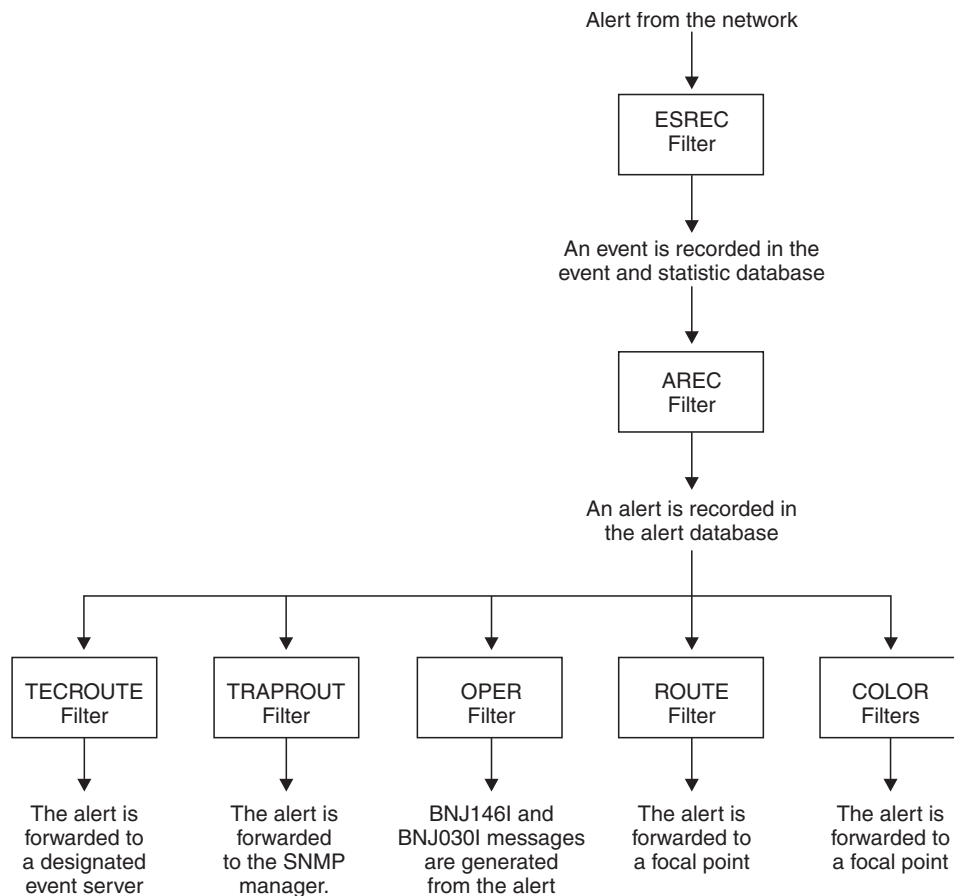 Alert from the network
ESREC
Filter
An event is recorded in the
event and statistic database
AREC
Filter
An alert is recorded in
the alert database
TECROUTE
Filter
TRAPROUT
Filter
OPER
Filter
ROUTE
Filter
COLOR
Filters
The alert is
forwarded to
a designated
event server
The alert is
forwarded
to the SNMP
manager.
BNJ146I and
BNJ030I messages
are generated
from the alert
The alert is
forwarded to
a focal point
The alert is
forwarded to
a focal point